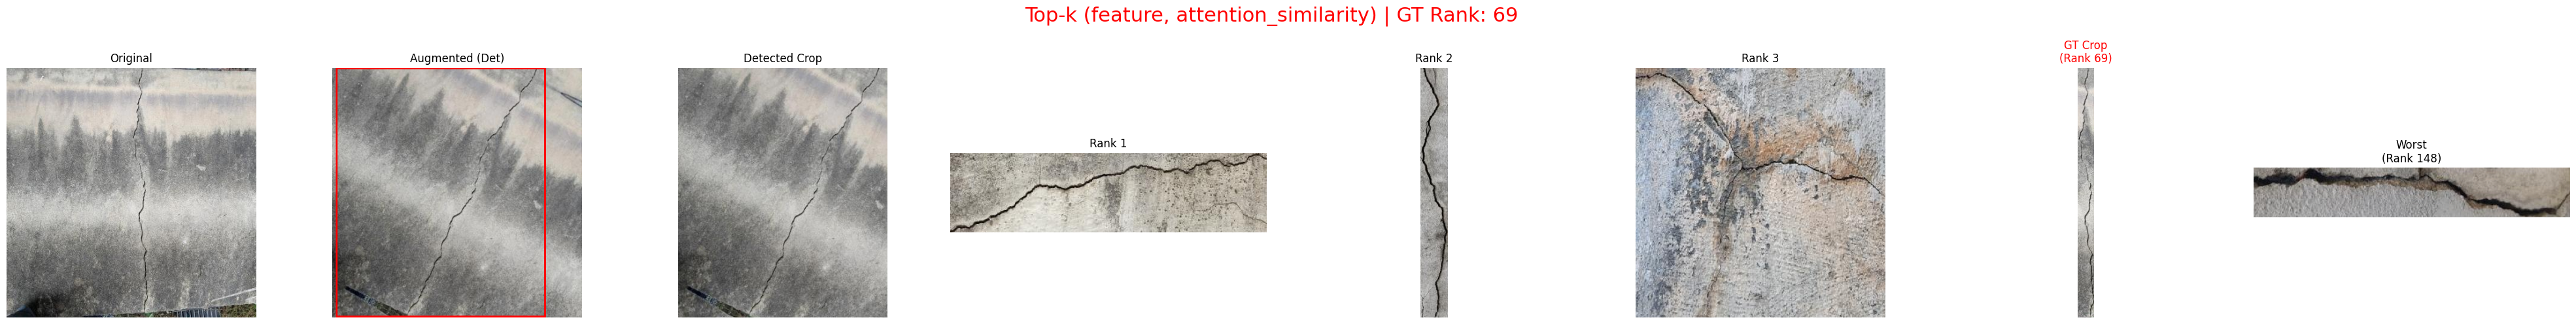 Top-k (feature, attention_similarity) | GT Rank: 69
Original
Augmented (Det)
Detected Crop
Rank 1
Rank 2
Rank 3
GT Crop
(Rank 69)
Worst
(Rank 148)